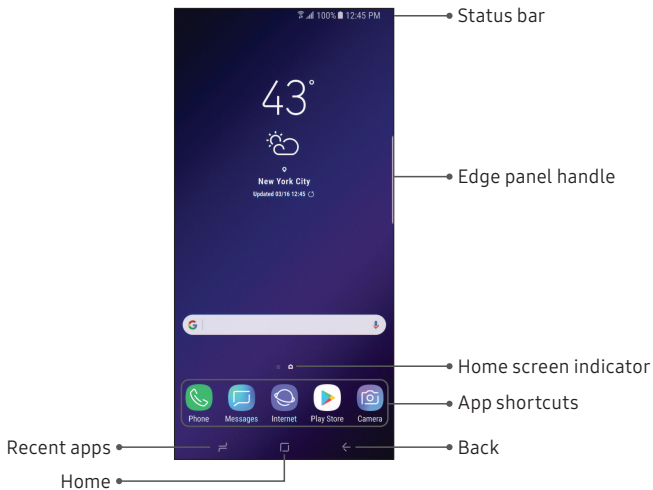 100% 12:45 PM
Status bar
43°
Edge panel handle
New York City
Updated 03/16 12:45
G
Home screen indicator
App shortcuts
Phone Messages Internet Play Store Camera
Recent apps
Back
Home